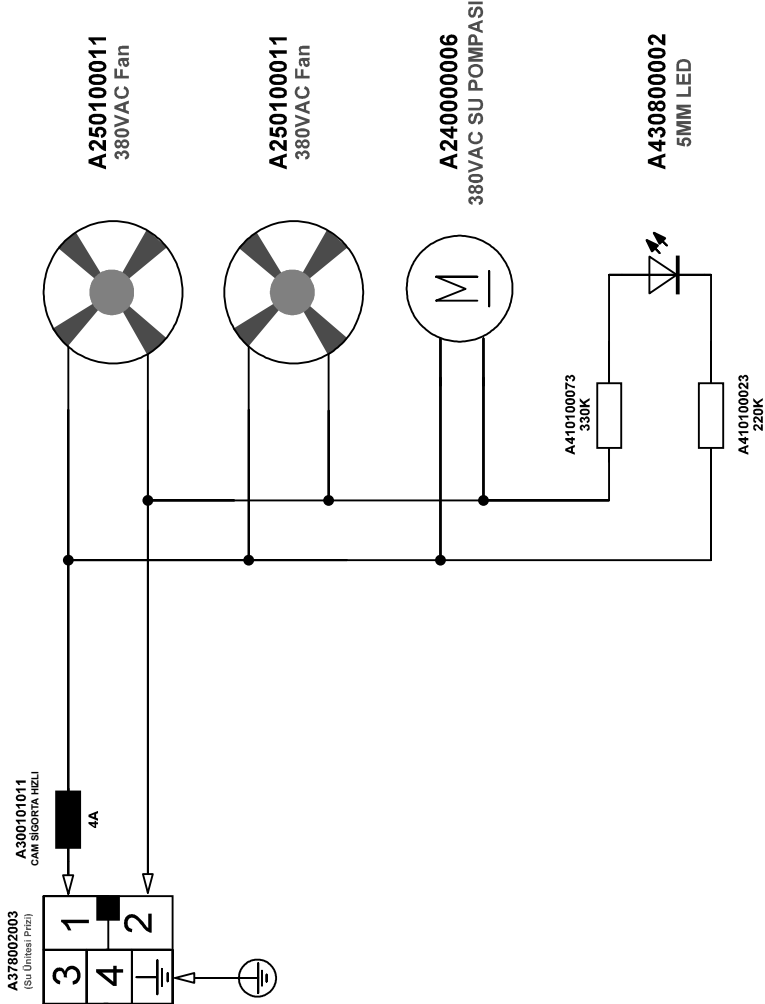 A250100011
380VAC Fan
A250100011
380VAC Fan
A240000006
380VAC SU POMPASI
A430800002
5MM LED
M
A410100073
330K
A410100023
220K
A300101011
CAM SİGORTA HIZLI
4A
A378002003
(Su Ünitesi Prizi)
1
2
3
4